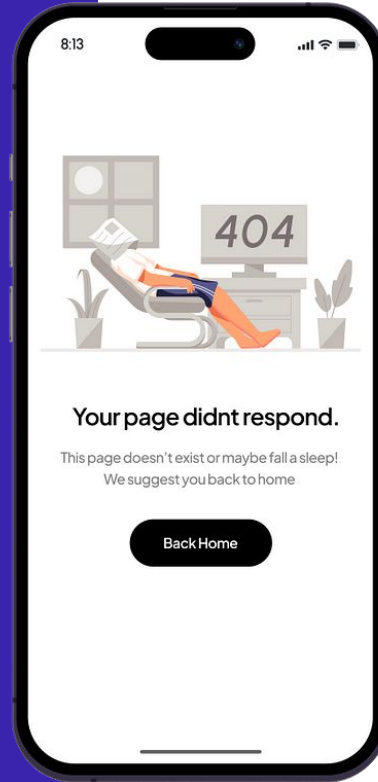 8:13
404
Your page didnt respond.
This page doesn't exist or maybe fall a sleep!
We suggest you back to home
Back Home